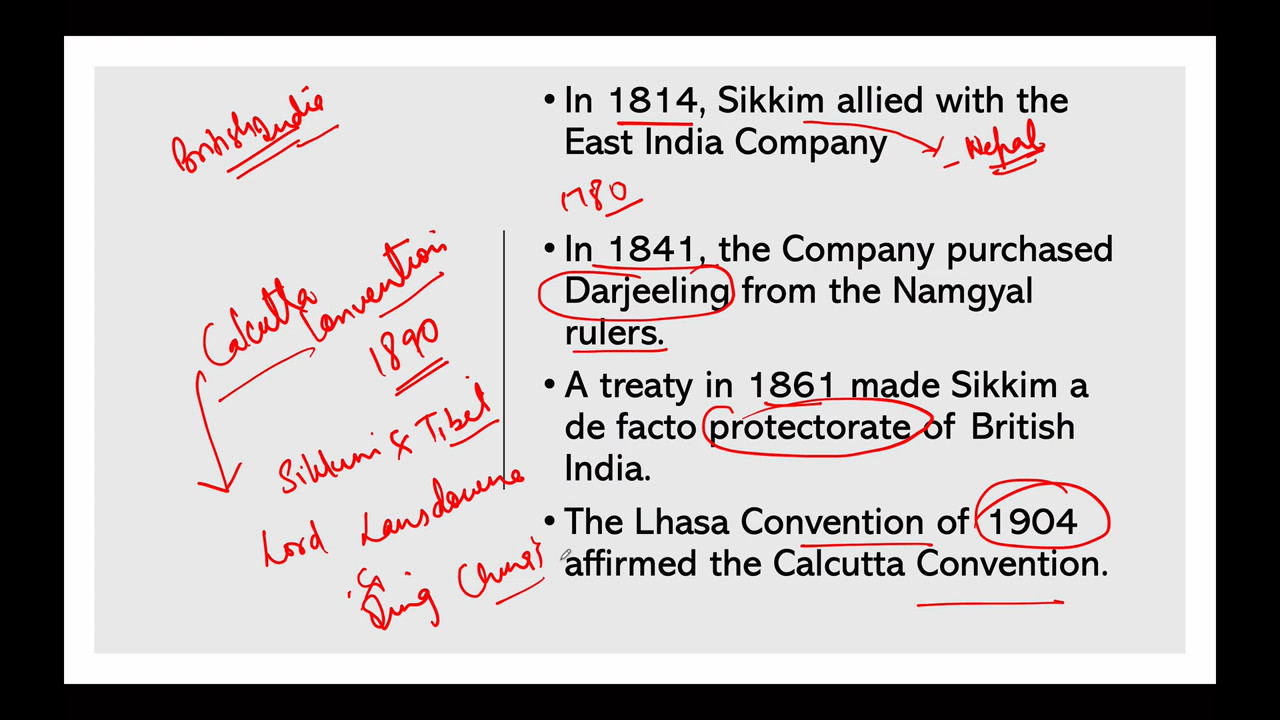 British India
• In 1814, Sikkim allied with the
East India Company
- Nepal
1780
• In 1841, the Company purchased
Darjeeling from the Namgyal
rulers.
• A treaty in 1861 made Sikkim a
de facto protectorate of British
India.
• The Lhasa Convention of 1904
affirmed the Calcutta Convention.
Calcutta
Convention
1890
Sikkim & Tibet
Lord Lansdowne
&
Qing